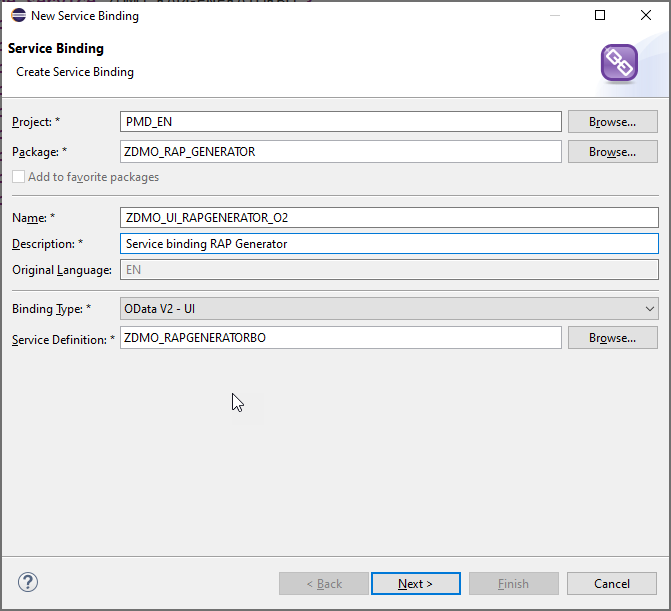 New Service Binding
Service Binding
Create Service Binding
Project: * PMD_EN Browse...
Package: * ZDMO_RAP_GENERATOR Browse...
Add to favorite packages
Name: * ZDMO_UI_RAPGENERATOR_O2
Description: * Service binding RAP Generator
Original Language: EN
Binding Type: * OData V2 - UI
Service Definition: * ZDMO_RAPGENERATORBO Browse...
? < Back Next > Finish Cancel